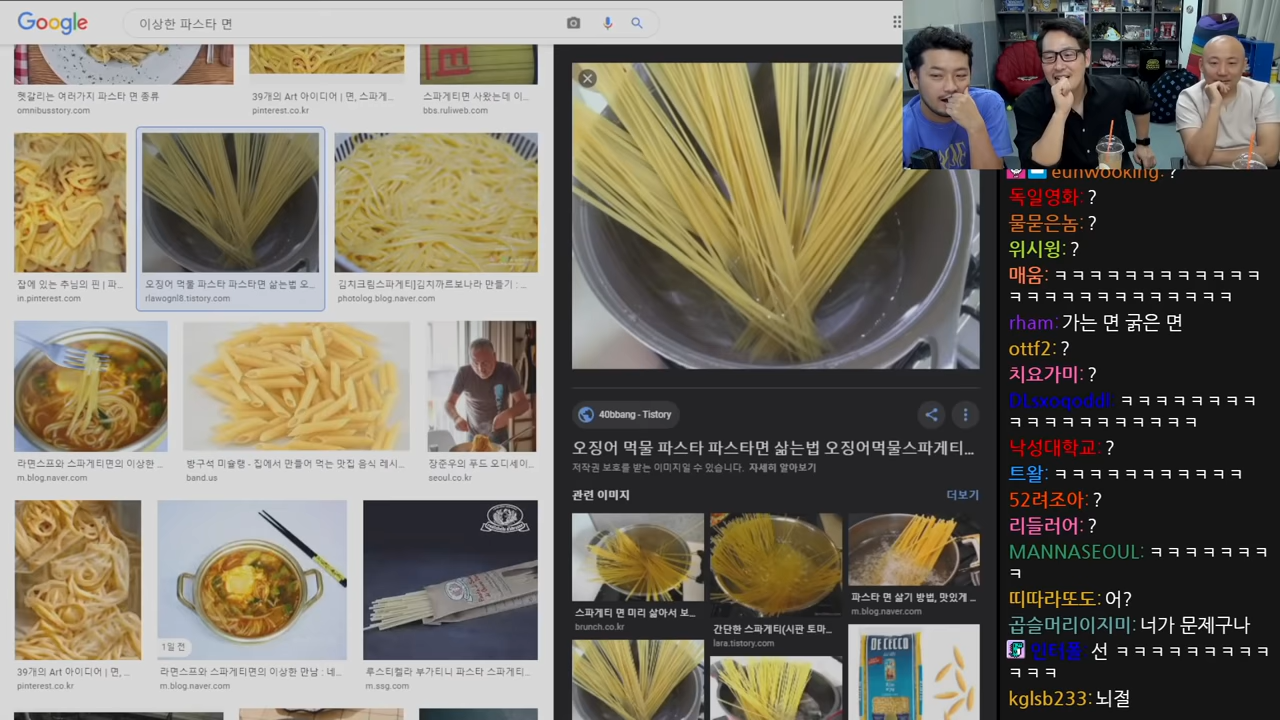 Google
이상한 파스타 면
헷갈리는 여러가지 파스타 면 종류
omnibusstory.com
39개의 Art 아이디어 | 면, 스파게...
pinterest.co.kr
스파게티면 사왔는데 이...
bbs.ruliweb.com
잡에 있는 추님의 핀 | 파...
in.pinterest.com
오징어 먹물 파스타 파스타면 삶는법 오...
rlawognl8.tistory.com
김치크림스파게티]김치까르보나라 만들기 : ...
photolog.blog.naver.com
라면스프와 스파게티면의 이상한 ...
m.blog.naver.com
방구석 미술행 - 집에서 만들어 먹는 맛집 음식 레시...
band.us
장준우의 푸드 오디세이...
seoul.co.kr
39개의 Art 아이디어 | 면, ...
pinterest.co.kr
1일 전
라면스프와 스파게티면의 이상한 만남 : 네...
m.blog.naver.com
루스티켈라 부가티니 파스타 스파게티...
m.ssg.com
40bbang - Tistory
오징어 먹물 파스타 파스타면 삶는법 오징어먹물스파게티...
저작권 보호를 받는 이미지일 수 있습니다. 자세히 알아보기
관련 이미지
더보기
스파게티 면 미리 삶아서 보...
brunch.co.kr
간단한 스파게티(시판 토마...
lara.tistory.com
파스타 면 삶기 방법, 맛있게 ...
m.blog.naver.com
DE CECCO
eunwooking: ?
독일영화: ?
물묻은놈: ?
위시윙: ?
매움: ㅋㅋㅋㅋㅋㅋㅋㅋㅋㅋㅋㅋ
ㅋㅋㅋㅋㅋㅋㅋㅋㅋㅋㅋㅋㅋ
rham: 가는 면 굵은 면
ottf2: ?
치요가미: ?
DLsxoqoddl: ㅋㅋㅋㅋㅋㅋㅋㅋ
ㅋㅋㅋㅋㅋㅋㅋㅋㅋㅋㅋ
낙성대학교: ?
트왈: ㅋㅋㅋㅋㅋㅋㅋㅋㅋㅋㅋ
52려조아: ?
리들러어: ?
MANNASEOUL: ㅋㅋㅋㅋㅋㅋㅋ
ㅋ
띠따라또도: 어?
곱슬머리이지미: 너가 문제구나
인터폴: 선 ㅋㅋㅋㅋㅋㅋㅋㅋㅋ
ㅋㅋㅋ
kglsb233: 뇌절